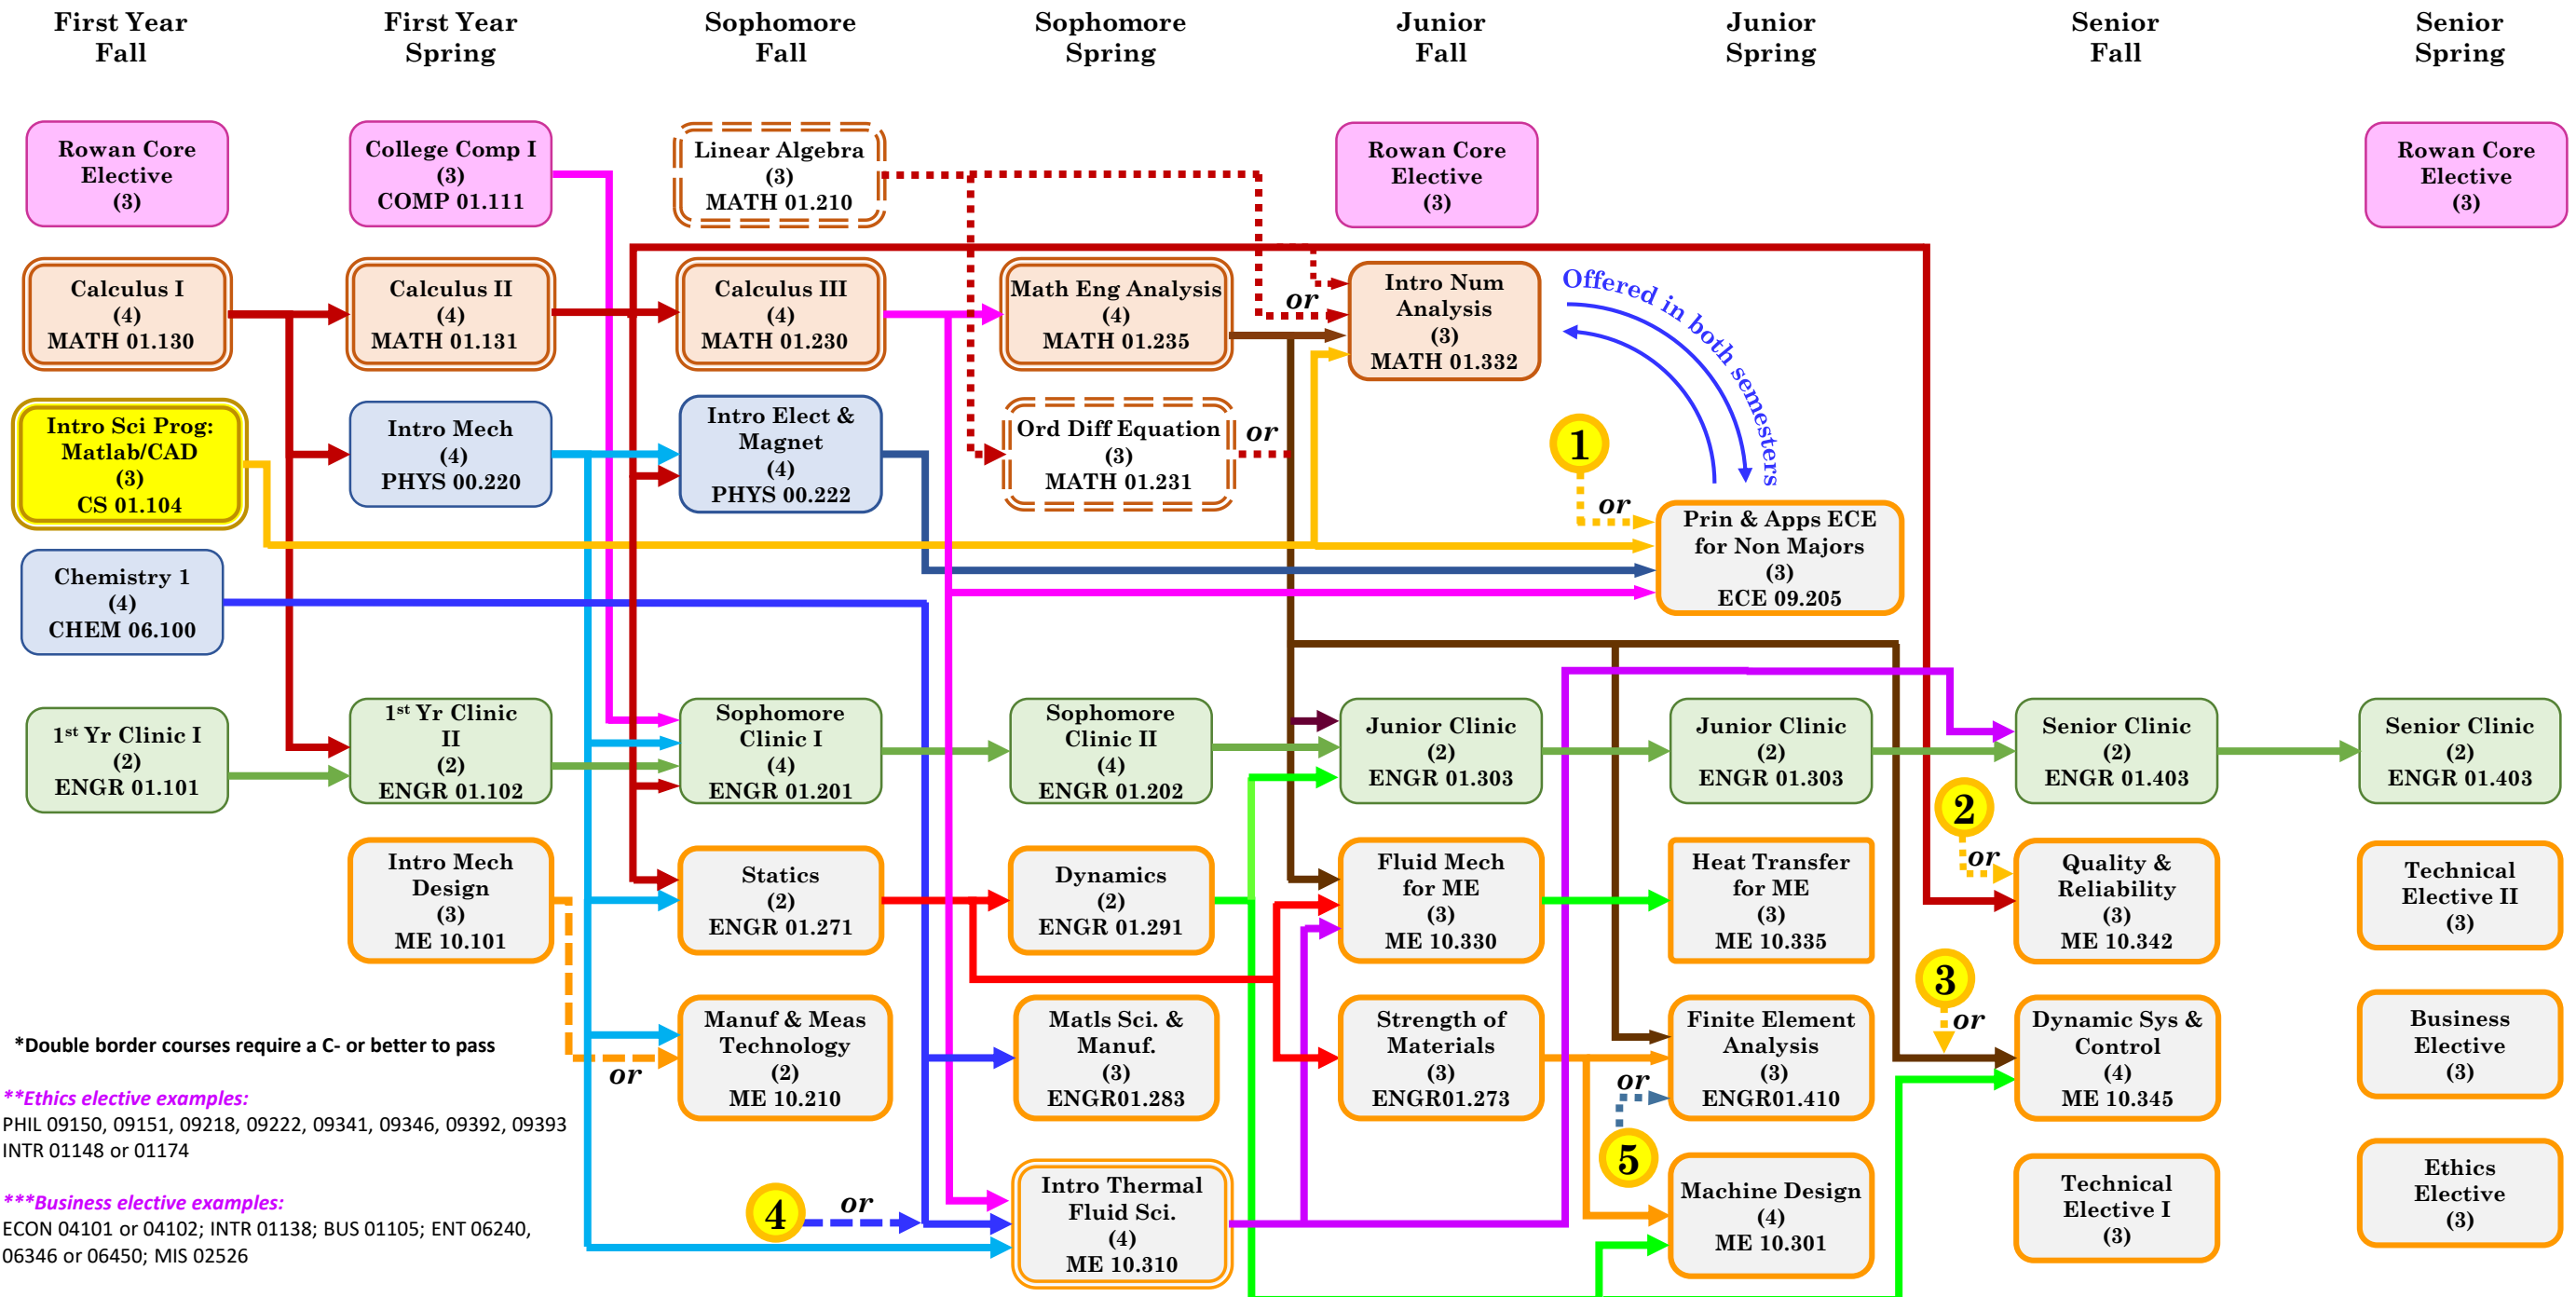 First Year
Fall
First Year
Spring
Sophomore
Fall
Sophomore
Spring
Junior
Fall
Junior
Spring
Senior
Fall
Senior
Spring
Rowan Core
Elective
(3)
College Comp I
(3)
COMP 01.111
Linear Algebra
(3)
MATH 01.210
Rowan Core
Elective
(3)
Rowan Core
Elective
(3)
Calculus I
(4)
MATH 01.130
Calculus II
(4)
MATH 01.131
Calculus III
(4)
MATH 01.230
Math Eng Analysis
(4)
MATH 01.235
or
Intro Num
Analysis
(3)
MATH 01.332
Offered in both semesters
Intro Sci Prog:
Matlab/CAD
(3)
CS 01.104
Intro Mech
(4)
PHYS 00.220
Intro Elect &
Magnet
(4)
PHYS 00.222
Ord Diff Equation
(3)
MATH 01.231
or
1
or
Prin & Apps ECE
for Non Majors
(3)
ECE 09.205
Chemistry 1
(4)
CHEM 06.100
1st Yr Clinic I
(2)
ENGR 01.101
1st Yr Clinic
II
(2)
ENGR 01.102
Sophomore
Clinic I
(4)
ENGR 01.201
Sophomore
Clinic II
(4)
ENGR 01.202
Junior Clinic
(2)
ENGR 01.303
Junior Clinic
(2)
ENGR 01.303
Senior Clinic
(2)
ENGR 01.403
Senior Clinic
(2)
ENGR 01.403
2
or
Intro Mech
Design
(3)
ME 10.101
Statics
(2)
ENGR 01.271
Dynamics
(2)
ENGR 01.291
Fluid Mech
for ME
(3)
ME 10.330
Heat Transfer
for ME
(3)
ME 10.335
Quality &
Reliability
(3)
ME 10.342
Technical
Elective II
(3)
3
or
*Double border courses require a C- or better to pass
or
Manuf & Meas
Technology
(2)
ME 10.210
Matls Sci. &
Manuf.
(3)
ENGR01.283
Strength of
Materials
(3)
ENGR01.273
Finite Element
Analysis
(3)
ENGR01.410
or
5
Dynamic Sys &
Control
(4)
ME 10.345
Business
Elective
(3)
**Ethics elective examples:
PHIL 09150, 09151, 09218, 09222, 09341, 09346, 09392, 09393
INTR 01148 or 01174
***Business elective examples:
ECON 04101 or 04102; INTR 01138; BUS 01105; ENT 06240,
06346 or 06450; MIS 02526
4
or
Intro Thermal
Fluid Sci.
(4)
ME 10.310
Machine Design
(4)
ME 10.301
Technical
Elective I
(3)
Ethics
Elective
(3)